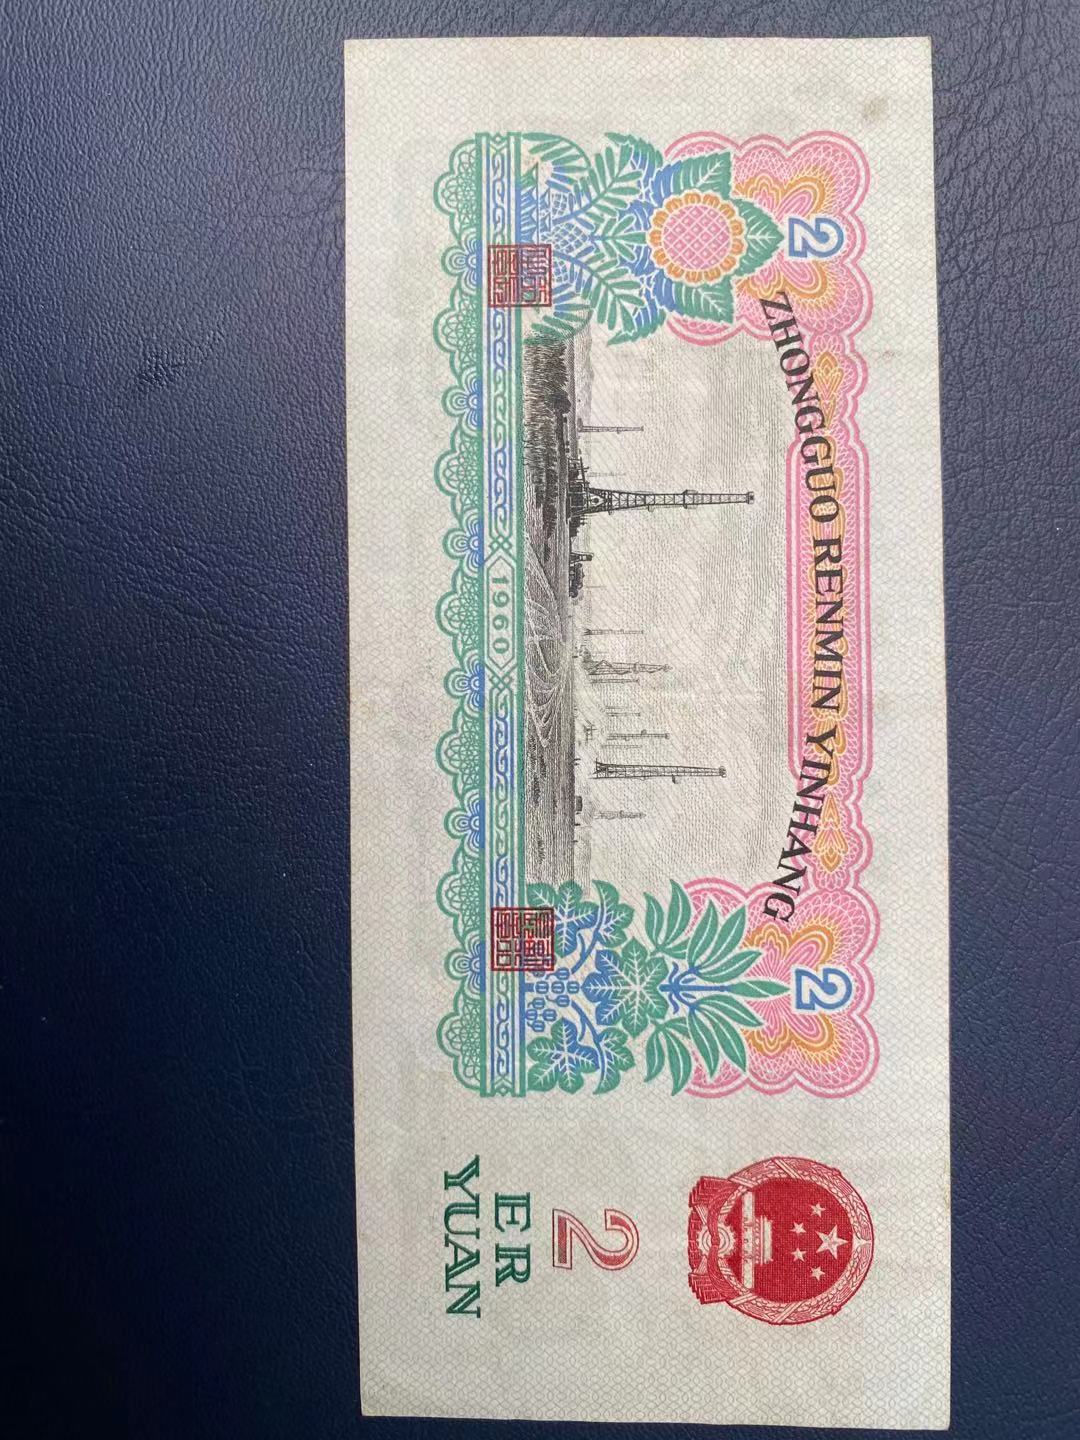 2
ZHONGGUO RENMIN YINHANG
2
1960
2
ER
YUAN